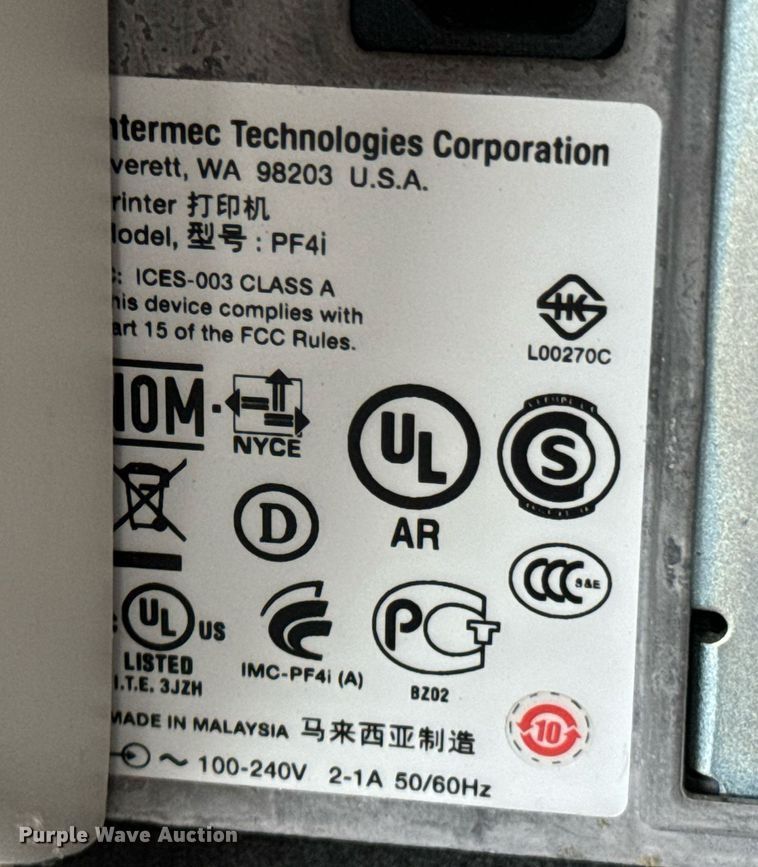 ntermec Technologies Corporation
verett, WA 98203 U.S.A.
rinter 打印机
odel, 型号: PF4i
: ICES-003 CLASS A
his device complies with
art 15 of the FCC Rules.
L00270C
NOM
NYCE
UL
AR
S
D
CCC S&E
UL US
LISTED
I.T.E. 3JZH
IMC-PF4i (A)
PCT
BZ02
MADE IN MALAYSIA 马来西亚制造
10
~ 100-240V 2-1A 50/60Hz
Purple Wave Auction